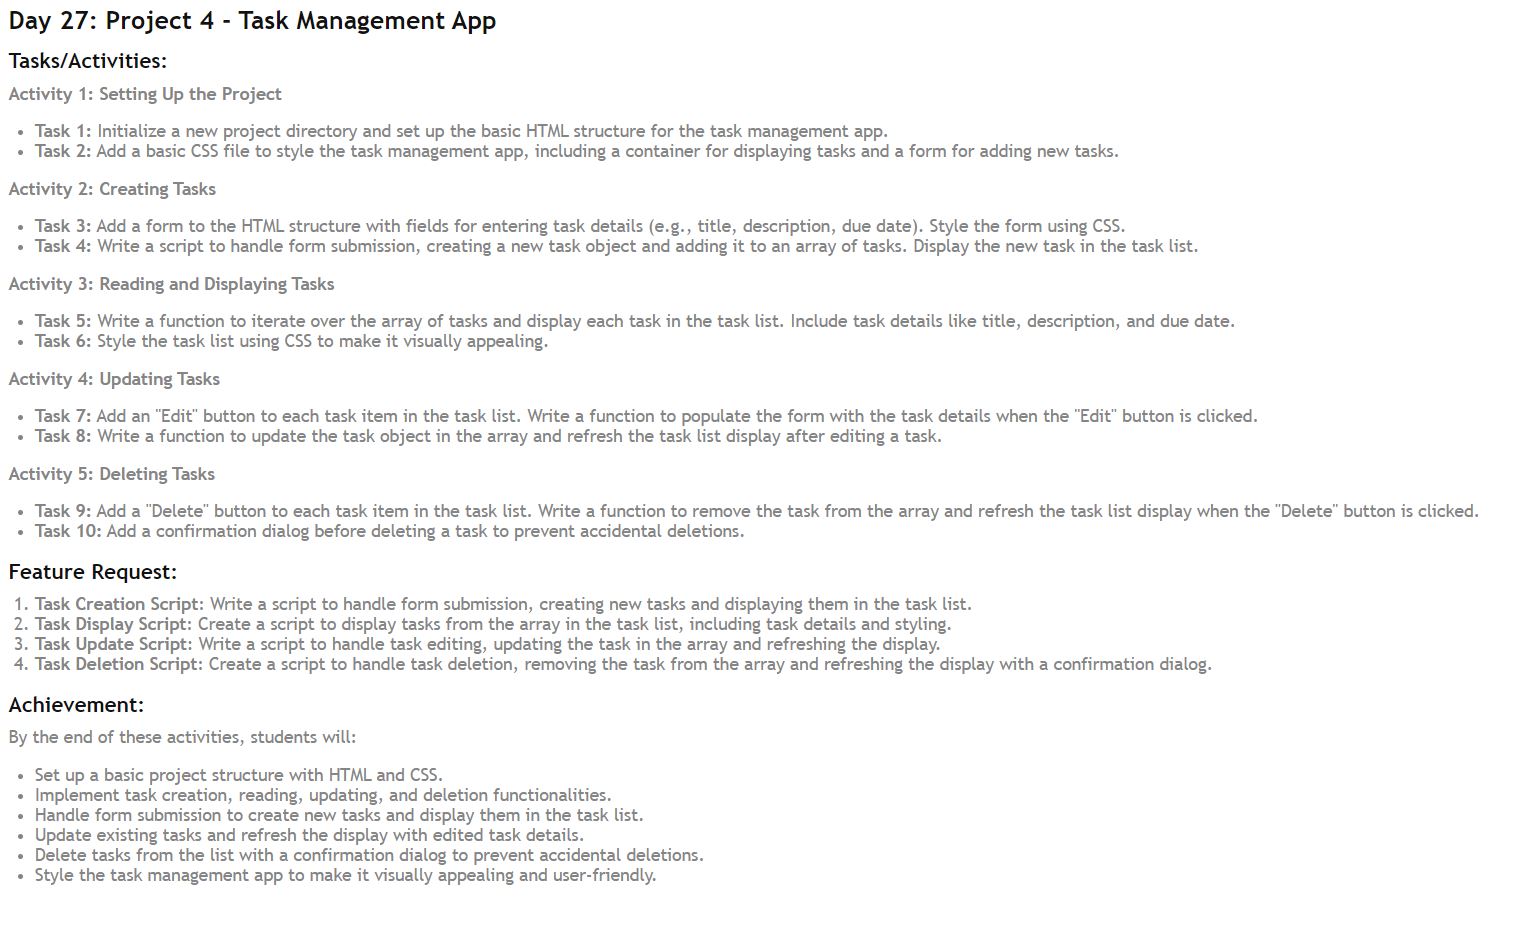 Day 27: Project 4 - Task Management App
Tasks/Activities:
Activity 1: Setting Up the Project
• Task 1: Initialize a new project directory and set up the basic HTML structure for the task management app.
• Task 2: Add a basic CSS file to style the task management app, including a container for displaying tasks and a form for adding new tasks.
Activity 2: Creating Tasks
• Task 3: Add a form to the HTML structure with fields for entering task details (e.g., title, description, due date). Style the form using CSS.
• Task 4: Write a script to handle form submission, creating a new task object and adding it to an array of tasks. Display the new task in the task list.
Activity 3: Reading and Displaying Tasks
• Task 5: Write a function to iterate over the array of tasks and display each task in the task list. Include task details like title, description, and due date.
• Task 6: Style the task list using CSS to make it visually appealing.
Activity 4: Updating Tasks
• Task 7: Add an "Edit" button to each task item in the task list. Write a function to populate the form with the task details when the "Edit" button is clicked.
• Task 8: Write a function to update the task object in the array and refresh the task list display after editing a task.
Activity 5: Deleting Tasks
• Task 9: Add a "Delete" button to each task item in the task list. Write a function to remove the task from the array and refresh the task list display when the "Delete" button is clicked.
• Task 10: Add a confirmation dialog before deleting a task to prevent accidental deletions.
Feature Request:
1. Task Creation Script: Write a script to handle form submission, creating new tasks and displaying them in the task list.
2. Task Display Script: Create a script to display tasks from the array in the task list, including task details and styling.
3. Task Update Script: Write a script to handle task editing, updating the task in the array and refreshing the display.
4. Task Deletion Script: Create a script to handle task deletion, removing the task from the array and refreshing the display with a confirmation dialog.
Achievement:
By the end of these activities, students will:
• Set up a basic project structure with HTML and CSS.
• Implement task creation, reading, updating, and deletion functionalities.
• Handle form submission to create new tasks and display them in the task list.
• Update existing tasks and refresh the display with edited task details.
• Delete tasks from the list with a confirmation dialog to prevent accidental deletions.
• Style the task management app to make it visually appealing and user-friendly.